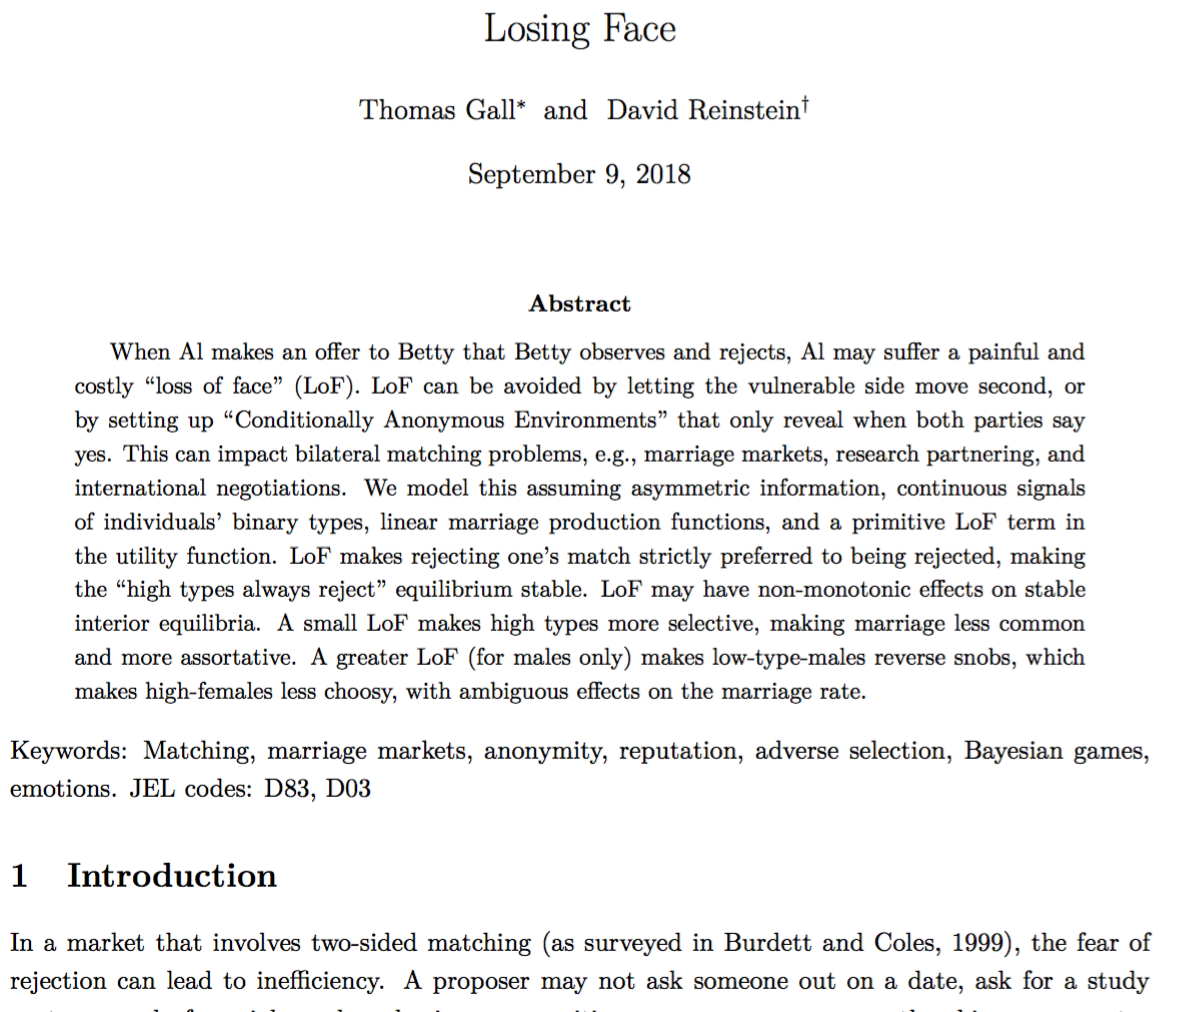 Losing Face
Thomas Gall* and David Reinstein†
September 9, 2018
Abstract
When Al makes an offer to Betty that Betty observes and rejects, Al may suffer a painful and
costly “loss of face” (LoF). LoF can be avoided by letting the vulnerable side move second, or
by setting up “Conditionally Anonymous Environments” that only reveal when both parties say
yes. This can impact bilateral matching problems, e.g., marriage markets, research partnering, and
international negotiations. We model this assuming asymmetric information, continuous signals
of individuals’ binary types, linear marriage production functions, and a primitive LoF term in
the utility function. LoF makes rejecting one’s match strictly preferred to being rejected, making
the “high types always reject” equilibrium stable. LoF may have non-monotonic effects on stable
interior equilibria. A small LoF makes high types more selective, making marriage less common
and more assortative. A greater LoF (for males only) makes low-type-males reverse snobs, which
makes high-females less choosy, with ambiguous effects on the marriage rate.
Keywords: Matching, marriage markets, anonymity, reputation, adverse selection, Bayesian games,
emotions. JEL codes: D83, D03
1 Introduction
In a market that involves two-sided matching (as surveyed in Burdett and Coles, 1999), the fear of
rejection can lead to inefficiency. A proposer may not ask someone out on a date, ask for a study